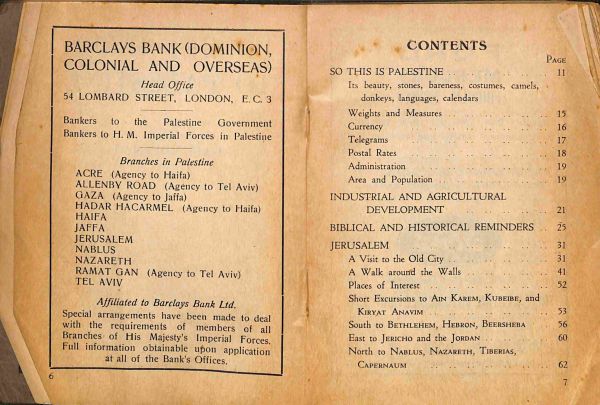 BARCLAYS BANK (DOMINION,
COLONIAL AND OVERSEAS)
Head Office
54 LOMBARD STREET, LONDON, E.C. 3
Bankers to the Palestine Government
Bankers to H. M. Imperial Forces in Palestine
Branches in Palestine
ACRE (Agency to Haifa)
ALLENBY ROAD (Agency to Tel Aviv)
GAZA (Agency to Jaffa)
HADAR HACARMEL (Agency to Haifa)
HAIFA
JAFFA
JERUSALEM
NABLUS
NAZARETH
RAMAT GAN (Agency to Tel Aviv)
TEL AVIV
Affiliated to Barclays Bank Ltd.
Special arrangements have been made to deal
with the requirements of members of all
Branches of His Majesty's Imperial Forces.
Full information obtainable upon application
at all of the Bank's Offices.
6
CONTENTS
PAGE
SO THIS IS PALESTINE 11
Its beauty, stones, bareness, costumes, camels,
donkeys, languages, calendars
Weights and Measures 15
Currency 16
Telegrams 17
Postal Rates 18
Administration 19
Area and Population 19
INDUSTRIAL AND AGRICULTURAL
DEVELOPMENT 21
BIBLICAL AND HISTORICAL REMINDERS 25
JERUSALEM 31
A Visit to the Old City 31
A Walk around the Walls 41
Places of Interest 52
Short Excursions to AIN KAREM, KUBEIBE, and
KIRYAT ANAVIM 53
South to BETHLEHEM, HEBRON, BEERSHEBA 56
East to JERICHO and the JORDAN 60
North to NABLUS, NAZARETH, TIBERIAS,
CAPERNAUM 62
7